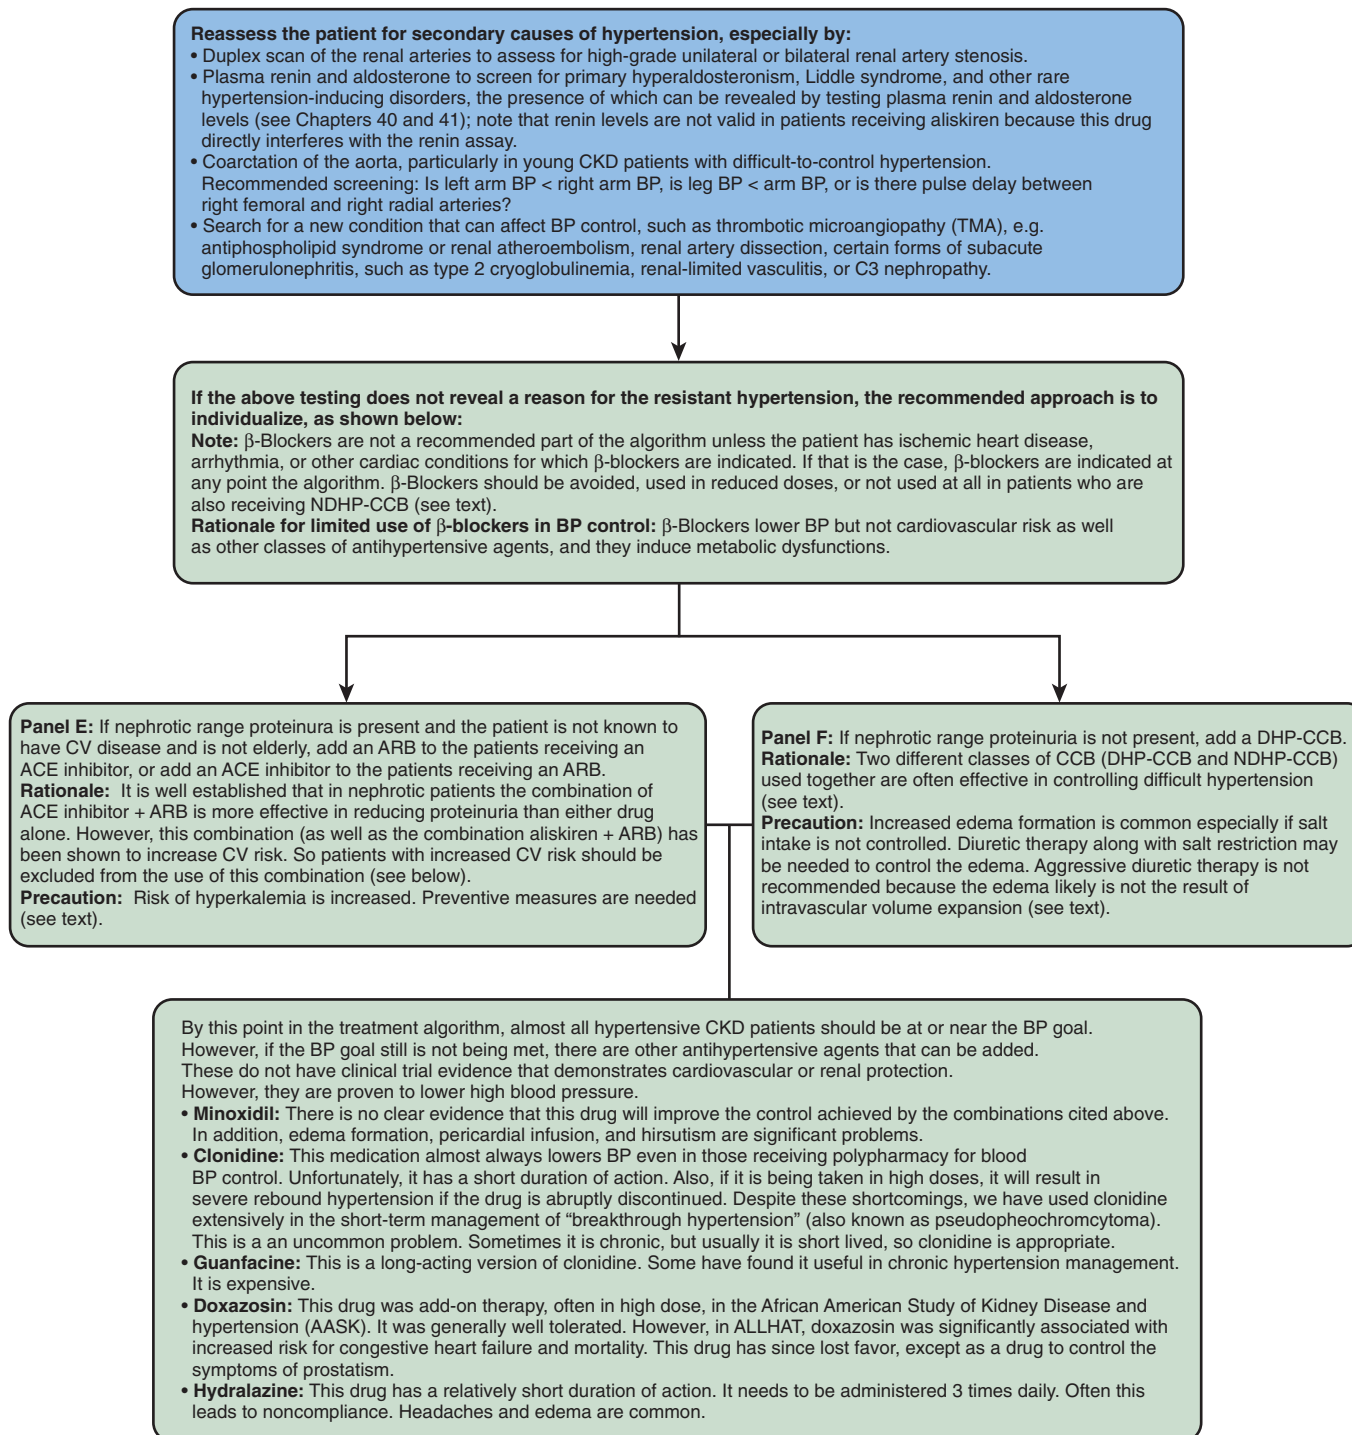 Reassess the patient for secondary causes of hypertension, especially by:
• Duplex scan of the renal arteries to assess for high-grade unilateral or bilateral renal artery stenosis.
• Plasma renin and aldosterone to screen for primary hyperaldosteronism, Liddle syndrome, and other rare
hypertension-inducing disorders, the presence of which can be revealed by testing plasma renin and aldosterone
levels (see Chapters 40 and 41); note that renin levels are not valid in patients receiving aliskiren because this drug
directly interferes with the renin assay.
• Coarctation of the aorta, particularly in young CKD patients with difficult-to-control hypertension.
Recommended screening: Is left arm BP < right arm BP, is leg BP < arm BP, or is there pulse delay between
right femoral and right radial arteries?
• Search for a new condition that can affect BP control, such as thrombotic microangiopathy (TMA), e.g.
antiphospholipid syndrome or renal atheroembolism, renal artery dissection, certain forms of subacute
glomerulonephritis, such as type 2 cryoglobulinemia, renal-limited vasculitis, or C3 nephropathy.
If the above testing does not reveal a reason for the resistant hypertension, the recommended approach is to
individualize, as shown below:
Note: β-Blockers are not a recommended part of the algorithm unless the patient has ischemic heart disease,
arrhythmia, or other cardiac conditions for which β-blockers are indicated. If that is the case, β-blockers are indicated at
any point the algorithm. β-Blockers should be avoided, used in reduced doses, or not used at all in patients who are
also receiving NDHP-CCB (see text).
Rationale for limited use of β-blockers in BP control: β-Blockers lower BP but not cardiovascular risk as well
as other classes of antihypertensive agents, and they induce metabolic dysfunctions.
Panel E: If nephrotic range proteinura is present and the patient is not known to
have CV disease and is not elderly, add an ARB to the patients receiving an
ACE inhibitor, or add an ACE inhibitor to the patients receiving an ARB.
Rationale: It is well established that in nephrotic patients the combination of
ACE inhibitor + ARB is more effective in reducing proteinuria than either drug
alone. However, this combination (as well as the combination aliskiren + ARB) has
been shown to increase CV risk. So patients with increased CV risk should be
excluded from the use of this combination (see below).
Precaution: Risk of hyperkalemia is increased. Preventive measures are needed
(see text).
Panel F: If nephrotic range proteinuria is not present, add a DHP-CCB.
Rationale: Two different classes of CCB (DHP-CCB and NDHP-CCB)
used together are often effective in controlling difficult hypertension
(see text).
Precaution: Increased edema formation is common especially if salt
intake is not controlled. Diuretic therapy along with salt restriction may
be needed to control the edema. Aggressive diuretic therapy is not
recommended because the edema likely is not the result of
intravascular volume expansion (see text).
By this point in the treatment algorithm, almost all hypertensive CKD patients should be at or near the BP goal.
However, if the BP goal still is not being met, there are other antihypertensive agents that can be added.
These do not have clinical trial evidence that demonstrates cardiovascular or renal protection.
However, they are proven to lower high blood pressure.
• Minoxidil: There is no clear evidence that this drug will improve the control achieved by the combinations cited above.
In addition, edema formation, pericardial infusion, and hirsutism are significant problems.
• Clonidine: This medication almost always lowers BP even in those receiving polypharmacy for blood
BP control. Unfortunately, it has a short duration of action. Also, if it is being taken in high doses, it will result in
severe rebound hypertension if the drug is abruptly discontinued. Despite these shortcomings, we have used clonidine
extensively in the short-term management of “breakthrough hypertension” (also known as pseudopheochromcytoma).
This is a an uncommon problem. Sometimes it is chronic, but usually it is short lived, so clonidine is appropriate.
• Guanfacine: This is a long-acting version of clonidine. Some have found it useful in chronic hypertension management.
It is expensive.
• Doxazosin: This drug was add-on therapy, often in high dose, in the African American Study of Kidney Disease and
hypertension (AASK). It was generally well tolerated. However, in ALLHAT, doxazosin was significantly associated with
increased risk for congestive heart failure and mortality. This drug has since lost favor, except as a drug to control the
symptoms of prostatism.
• Hydralazine: This drug has a relatively short duration of action. It needs to be administered 3 times daily. Often this
leads to noncompliance. Headaches and edema are common.